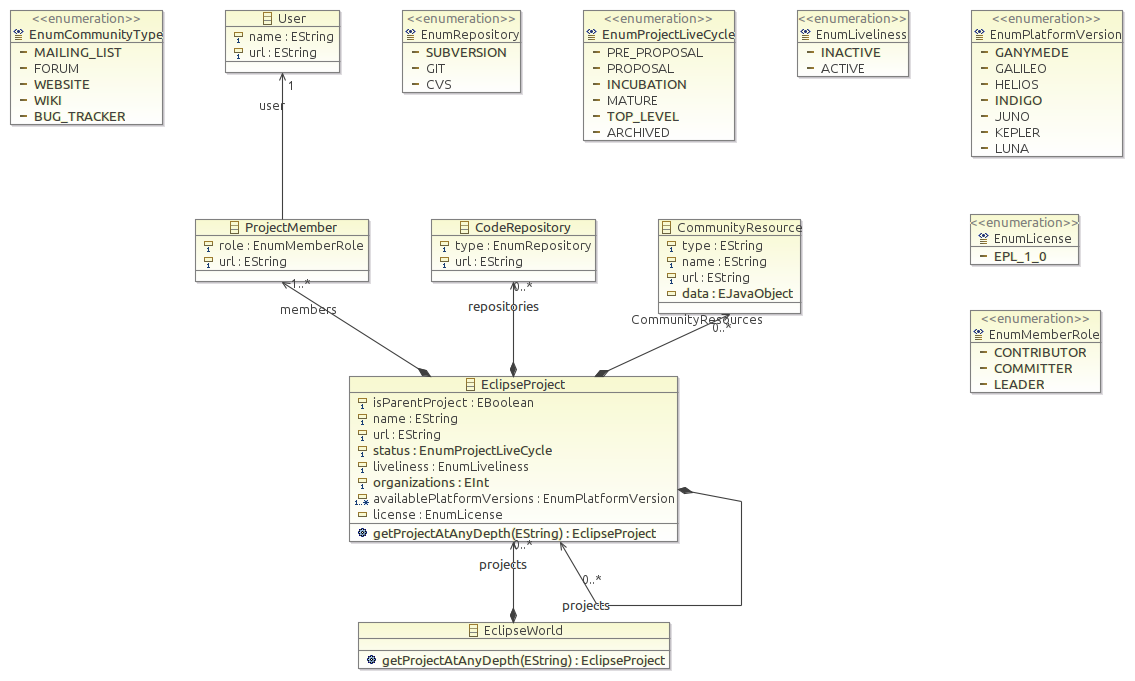 <<enumeration>>
EnumCommunityType
MAILING_LIST
FORUM
WEBSITE
WIKI
BUG_TRACKER
User
name : EString
url : EString
<<enumeration>>
EnumRepository
SUBVERSION
GIT
CVS
<<enumeration>>
EnumProjectLiveCycle
PRE_PROPOSAL
PROPOSAL
INCUBATION
MATURE
TOP_LEVEL
ARCHIVED
<<enumeration>>
EnumLiveliness
INACTIVE
ACTIVE
<<enumeration>>
EnumPlatformVersion
GANYMEDE
GALILEO
HELIOS
INDIGO
JUNO
KEPLER
LUNA
1
user
ProjectMember
role : EnumMemberRole
url : EString
CodeRepository
type : EnumRepository
url : EString
CommunityResource
type : EString
name : EString
url : EString
data : EJavaObject
<<enumeration>>
EnumLicense
EPL_1_0
<<enumeration>>
EnumMemberRole
CONTRIBUTOR
COMMITTER
LEADER
1..*
members
0..*
repositories
CommunityResources
0..*
EclipseProject
isParentProject : EBoolean
name : EString
url : EString
status : EnumProjectLiveCycle
liveliness : EnumLiveliness
organizations : EInt
availablePlatformVersions : EnumPlatformVersion
license : EnumLicense
getProjectAtAnyDepth(EString) : EclipseProject
0..*
projects
0..*
projects
EclipseWorld
getProjectAtAnyDepth(EString) : EclipseProject